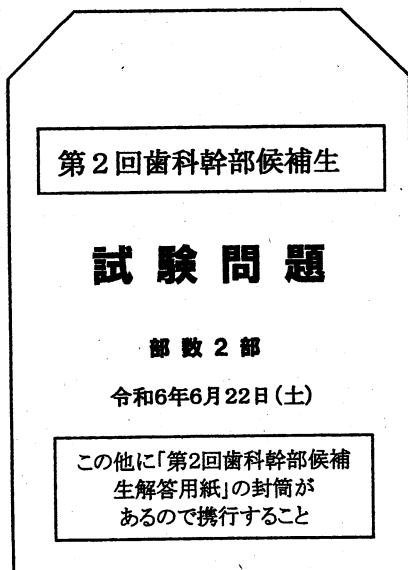 第２回歯科幹部候補生
試験問題
部数２部
令和6年6月22日(土)
この他に「第2回歯科幹部候補
生解答用紙」の封筒が
あるので携行すること